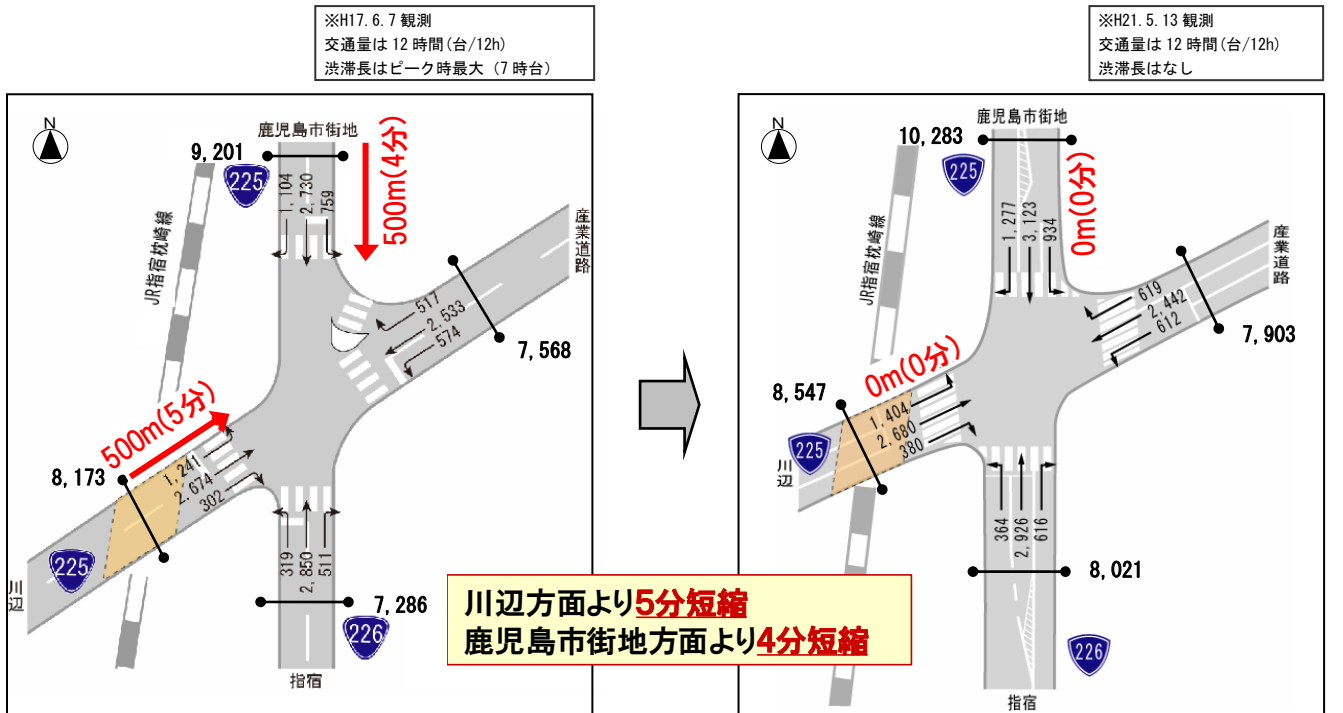 ※H17.6.7 観測
交通量は 12 時間(台/12h)
渋滞長はピーク時最大（7 時台）
※H21.5.13 観測
交通量は 12 時間(台/12h)
渋滞長はなし
N
鹿児島市街地
9,201
225
1,104
2,730
759
500m(4分)
産業道路
JR指宿枕崎線
517
2,533
574
7,568
500m(5分)
8,173
1,241
2,674
302
225
川辺
319
2,850
511
7,286
226
指宿
N
鹿児島市街地
10,283
225
1,277
3,123
934
0m(0分)
産業道路
JR指宿枕崎線
619
2,442
612
7,903
0m(0分)
8,547
1,404
2,680
380
225
川辺
364
2,926
616
8,021
226
指宿
川辺方面より5分短縮
鹿児島市街地方面より4分短縮